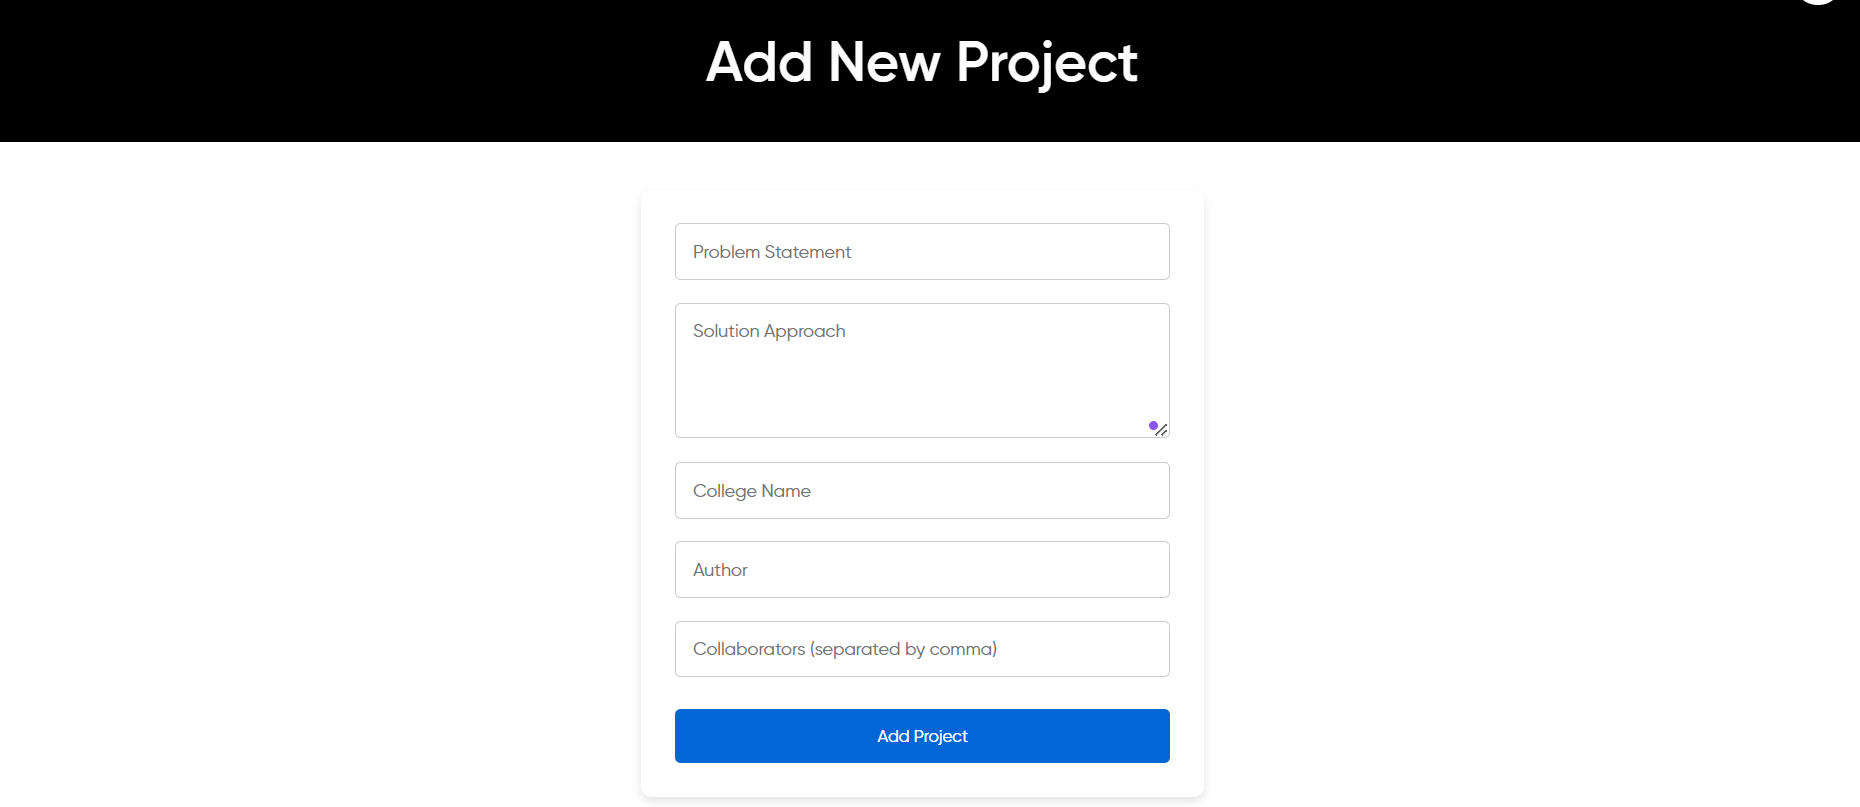 Add New Project
Problem Statement
Solution Approach
College Name
Author
Collaborators (separated by comma)
Add Project